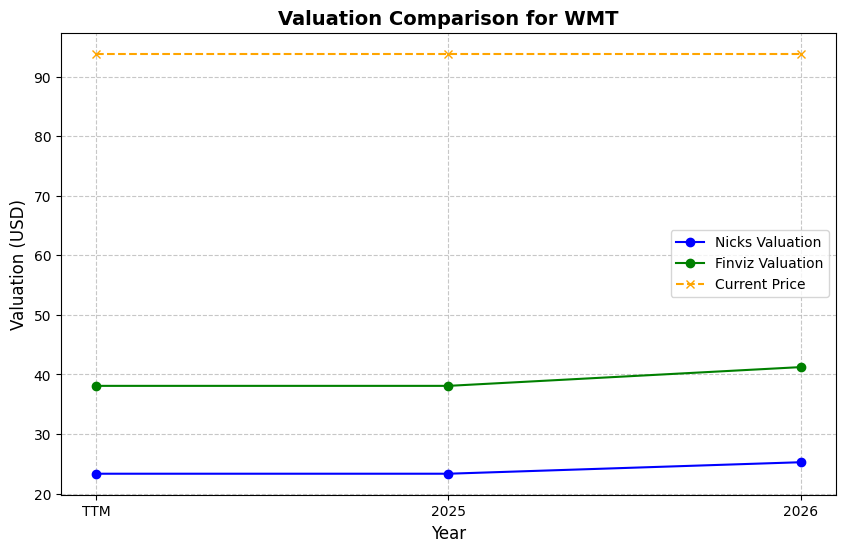 Valuation Comparison for WMT
Valuation (USD)
90
80
70
60
50
40
30
20
Nicks Valuation
Finviz Valuation
Current Price
TTM
2025
2026
Year